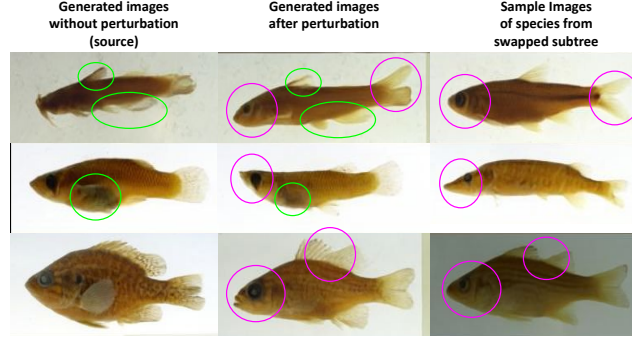 Generated images
without perturbation
(source)
Generated images
after perturbation
Sample Images
of species from
swapped subtree